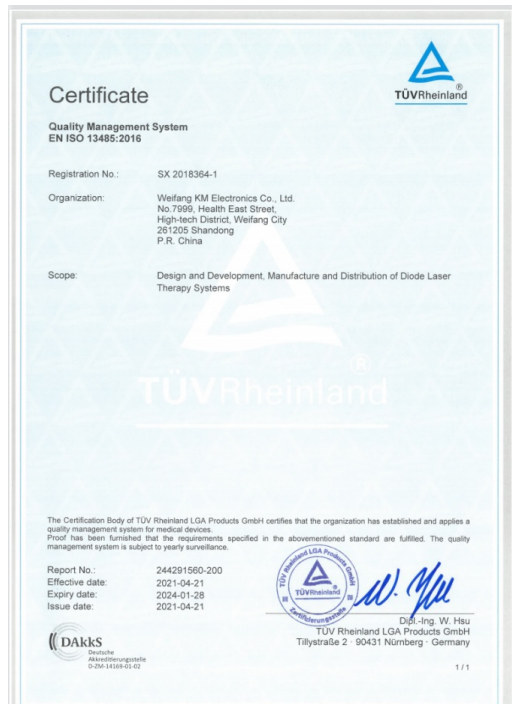 TÜVRheinland®
Certificate
Quality Management System
EN ISO 13485:2016
Registration No.: SX 2018364-1
Organization: Weifang KM Electronics Co., Ltd.
No.7999, Health East Street,
High-tech District, Weifang City
261205 Shandong
P.R. China
Scope: Design and Development, Manufacture and Distribution of Diode Laser
Therapy Systems
®
TÜVRheinland
The Certification Body of TÜV Rheinland LGA Products GmbH certifies that the organization has established and applies a
quality management system for medical devices.
Proof has been furnished that the requirements specified in the abovementioned standard are fulfilled. The quality
management system is subject to yearly surveillance.
Report No.: 244291560-200
Effective date: 2021-04-21
Expiry date: 2024-01-28
Issue date: 2021-04-21
TÜV Rheinland LGA Products GmbH
TÜVRheinland
Zertifizierungsstelle
W. Hsu
Dipl.-Ing. W. Hsu
TÜV Rheinland LGA Products GmbH
Tillystraße 2 · 90431 Nürnberg · Germany
DAkkS
Deutsche
Akkreditierungsstelle
D-ZM-14169-01-02
1 / 1